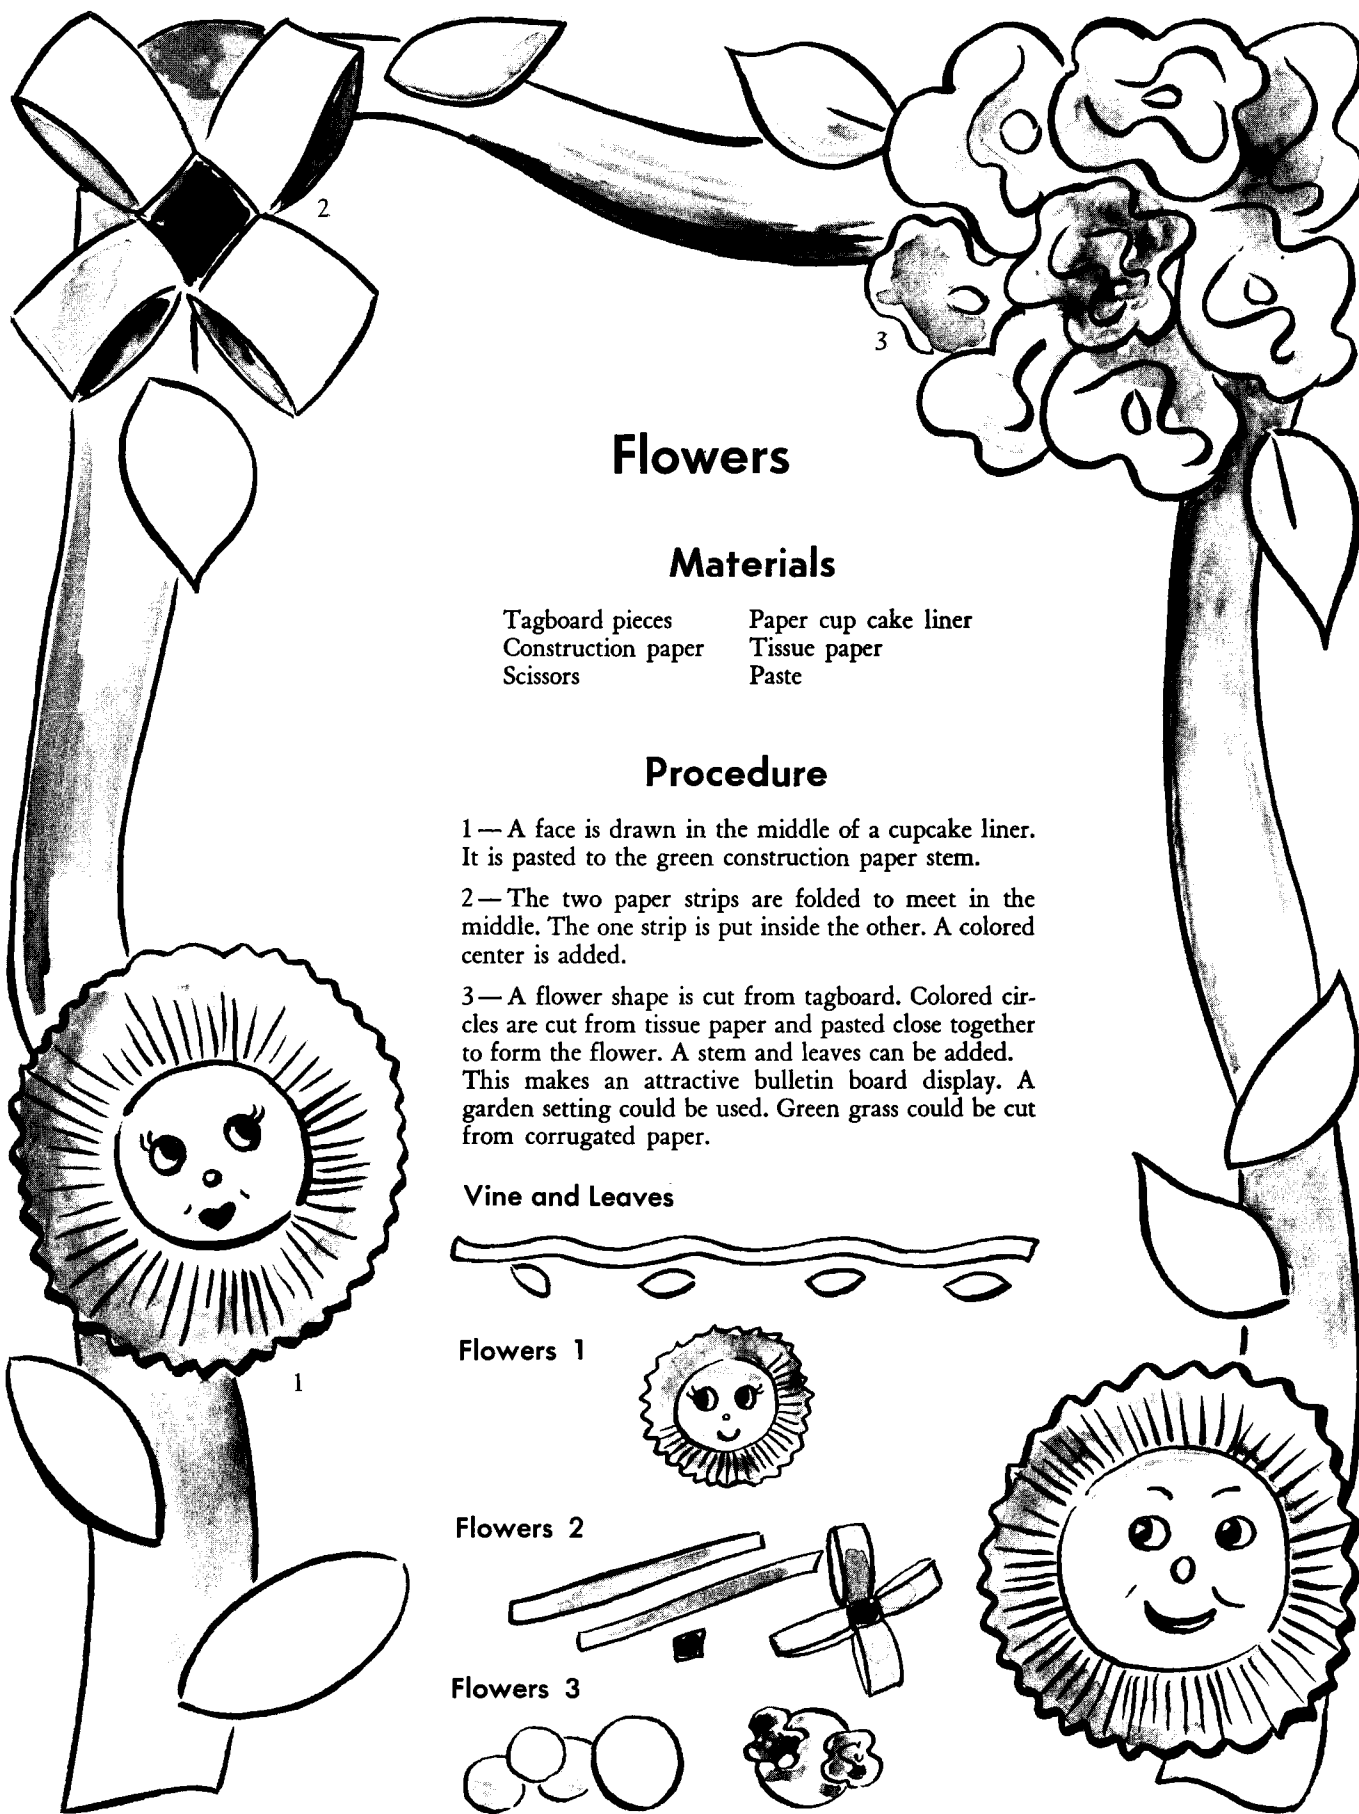 2
3
Flowers
Materials
Tagboard pieces
Construction paper
Scissors
Paper cup cake liner
Tissue paper
Paste
Procedure
1—A face is drawn in the middle of a cupcake liner.
It is pasted to the green construction paper stem.
2—The two paper strips are folded to meet in the
middle. The one strip is put inside the other. A colored
center is added.
3—A flower shape is cut from tagboard. Colored cir-
cles are cut from tissue paper and pasted close together
to form the flower. A stem and leaves can be added.
This makes an attractive bulletin board display. A
garden setting could be used. Green grass could be cut
from corrugated paper.
Vine and Leaves
Flowers 1
1
Flowers 2
Flowers 3